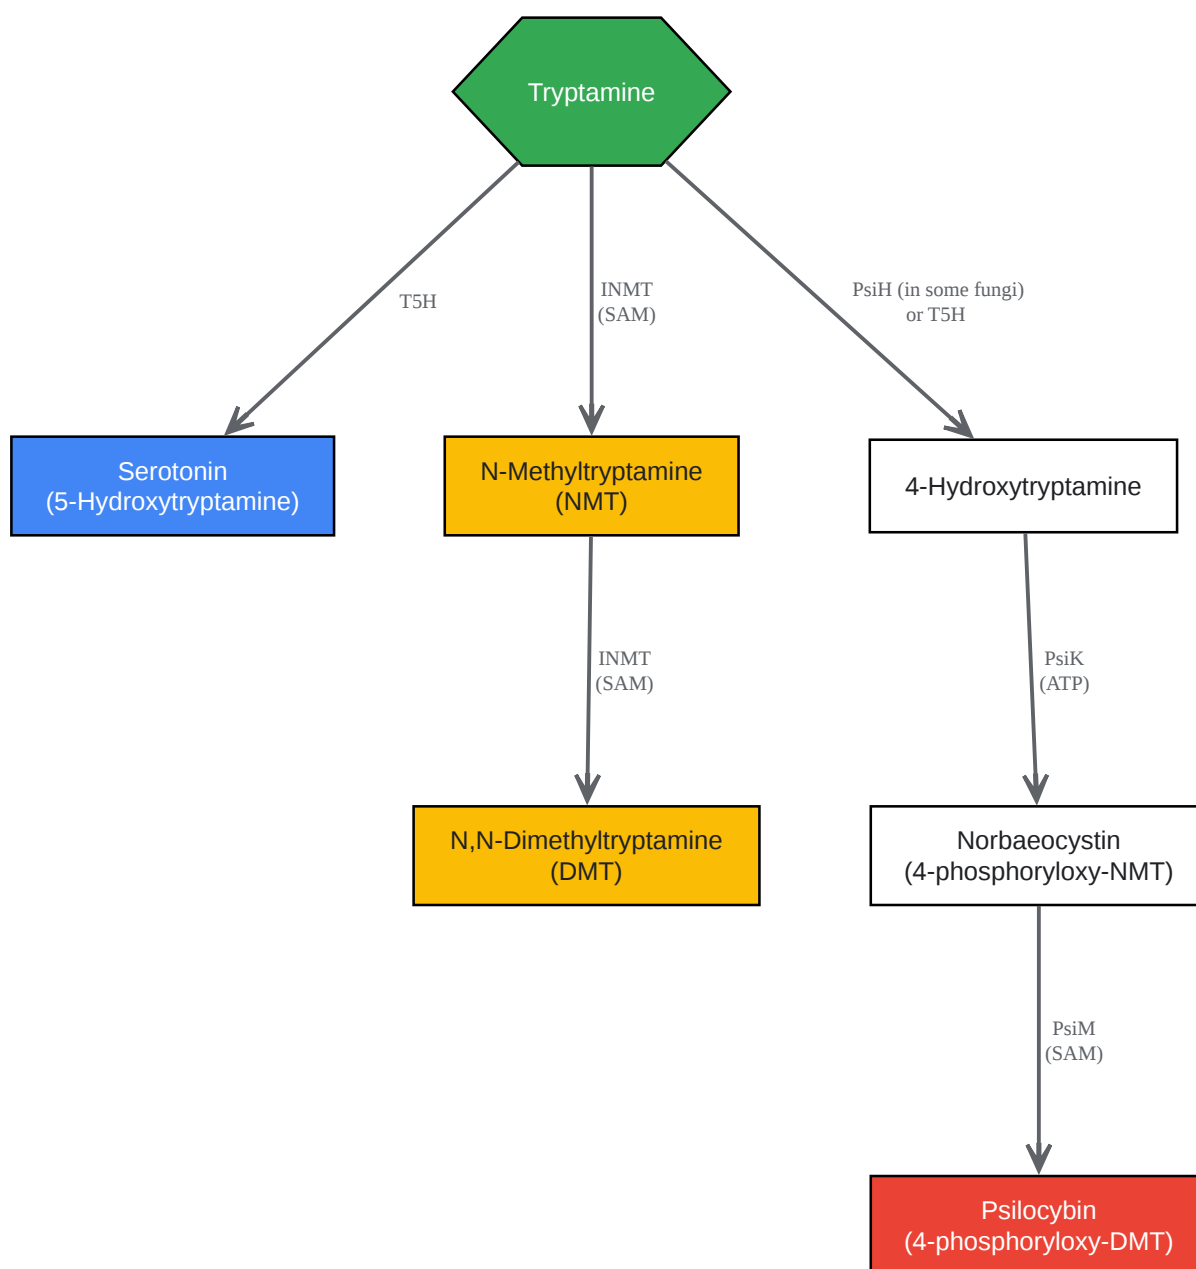 Tryptamine
T5H
INMT
(SAM)
PsiH (in some fungi)
or T5H
Serotonin
(5-Hydroxytryptamine)
N-Methyltryptamine
(NMT)
4-Hydroxytryptamine
INMT
(SAM)
PsiK
(ATP)
N,N-Dimethyltryptamine
(DMT)
Norbaeocystin
(4-phosphoryloxy-NMT)
PsiM
(SAM)
Psilocybin
(4-phosphoryloxy-DMT)